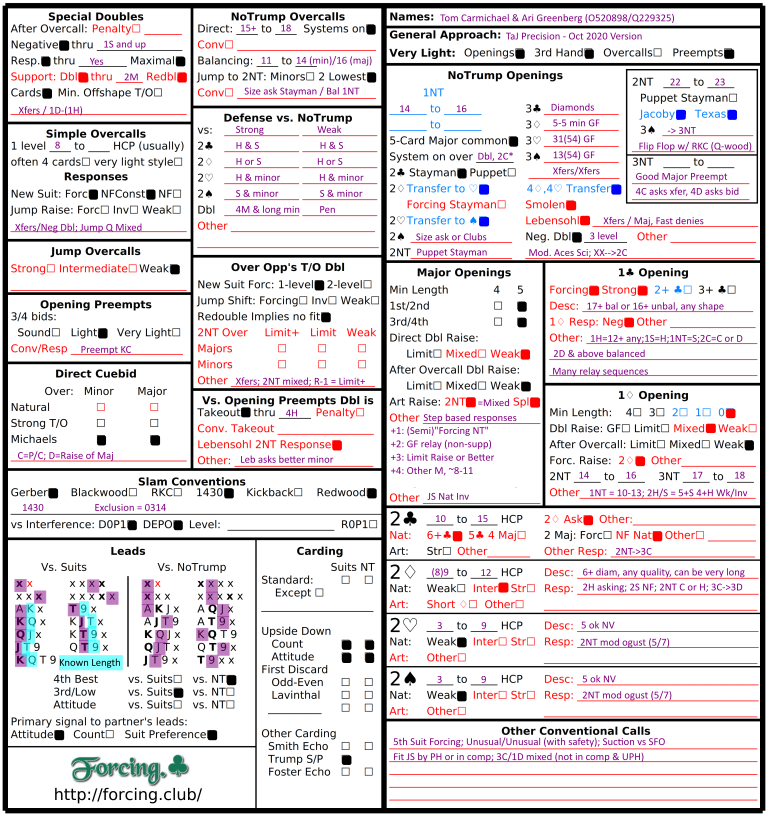 Special Doubles
After Overcall: Penalty☐
Negative■ thru 1S and up
Resp.■ thru Yes Maximal■
Support: Dbl■ thru 2M Redbl■
Cards■ Min. Offshape T/O☐
Xfers / 1D-(1H)
Simple Overcalls
1 level 8 to HCP (usually)
often 4 cards☐ very light style☐
Responses
New Suit: Forc■ NFConst■ NF☐
Jump Raise: Forc☐ Inv☐ Weak☐
Xfers/Neg Dbl; Jump Q Mixed
Jump Overcalls
Strong☐ Intermediate☐ Weak■
Opening Preempts
3/4 bids:
Sound☐ Light■ Very Light☐
Conv/Resp Preempt KC
Direct Cuebid
Over: Minor Major
Natural ☐ ☐
Strong T/O ☐ ☐
Michaels ■ ■
C=P/C; D=Raise of Maj
NoTrump Overcalls
Direct: 15+ to 18 Systems on■
Conv☐
Balancing: 11 to 14 (min)/16 (maj)
Jump to 2NT: Minors☐ 2 Lowest■
Conv☐ Size ask Stayman / Bal 1NT
Defense vs. NoTrump
vs: Strong Weak
2♣ H & S H & S
2♢ H or S H or S
2♡ H & minor H & minor
2♠ S & minor S & minor
Dbl 4M & long min Pen
Other
Over Opp's T/O Dbl
New Suit Forc: 1-level■ 2-level☐
Jump Shift: Forcing☐ Inv☐ Weak☐
Redouble Implies no fit■
2NT Over Limit+ Limit Weak
Majors ☐ ☐ ☐
Minors ☐ ☐ ☐
Other Xfers; 2NT mixed; R-1 = Limit+
Vs. Opening Preempts Dbl is
Takeout■ thru 4H Penalty☐
Conv. Takeout
Lebensohl 2NT Response■
Other: Leb asks better minor
Slam Conventions
Gerber■ Blackwood☐ RKC☐ 1430■ Kickback☐ Redwood■
1430 Exclusion = 0314
vs Interference: D0P1■ DEPO■ Level: R0P1☐
Leads
Vs. Suits Vs. NoTrump
x x x x x x x x x x x x
x x x x x x x x x x x x x x x x x x
A K x T 9 x A K J x A Q J x
K Q x K J T x A J T 9 A T 9 x
Q J x K T 9 x K J T 9 K Q T 9
J T 9 Q T 9 x K T 9 x Q T 9 x
K Q T 9 Known Length J T 9 x T 9 x x
4th Best vs. Suits☐ vs. NT■
3rd/Low vs. Suits■ vs. NT☐
Attitude vs. Suits☐ vs. NT☐
Primary signal to partner's leads:
Attitude■ Count☐ Suit Preference■
Forcing.♣
http://forcing.club/
Carding
Suits NT
Standard: ☐ ☐
Except ☐
Upside Down
Count ■ ■
Attitude ■ ■
First Discard
Odd-Even ☐ ☐
Lavinthal ☐ ☐
☐ ☐
Other Carding
Smith Echo ☐ ☐
Trump S/P ■
Foster Echo ☐ ☐
Names: Tom Carmichael & Ari Greenberg (O520898/Q229325)
General Approach: TaJ Precision - Oct 2020 Version
Very Light: Openings■ 3rd Hand■ Overcalls☐ Preempts■
NoTrump Openings
1NT
14 to 16
to
5-Card Major common■
System on over Dbl, 2C*
2♣ Stayman■ Puppet☐
2♢ Transfer to ♡■
Forcing Stayman☐
2♡ Transfer to ♠■
2♠ Size ask or Clubs
2NT Puppet Stayman
3♣ Diamonds
3♢ 5-5 min GF
3♡ 31(54) GF
3♠ 13(54) GF
Xfers/Xfers
4♢,4♡ Transfer■
Smolen■
Lebensohl■ Xfers / Maj, Fast denies
Neg. Dbl■ 3 level Other
Mod. Aces Sci; XX-->2C
2NT 22 to 23
Puppet Stayman☐
Jacoby■ Texas■
3♠ -> 3NT
Flip Flop w/ RKC (Q-wood)
3NT to
Good Major Preempt
4C asks xfer, 4D asks bid
Major Openings
Min Length 4 5
1st/2nd ☐ ■
3rd/4th ☐ ■
Direct Dbl Raise:
Limit☐ Mixed☐ Weak■
After Overcall Dbl Raise:
Limit☐ Mixed☐ Weak■
Art Raise: 2NT■=Mixed Spl■
Other Step based responses
+1: (Semi)"Forcing NT"
+2: GF relay (non-supp)
+3: Limit Raise or Better
+4: Other M, ~8-11
Other JS Nat Inv
1♣ Opening
Forcing■ Strong■ 2+ ♣☐ 3+ ♣☐
Desc: 17+ bal or 16+ unbal, any shape
1♢ Resp: Neg■ Other
Other: 1H=12+ any;1S=H;1NT=S;2C=C or D
2D & above balanced
Many relay sequences
1♢ Opening
Min Length: 4☐ 3☐ 2☐ 1☐ 0■
Dbl Raise: GF☐ Limit☐ Mixed■ Weak☐
After Overcall: Limit☐ Mixed☐ Weak■
Forc. Raise: 2♢■ Other
2NT 14 to 16 3NT 17 to 18
Other 1NT = 10-13; 2H/S = 5+S 4+H Wk/Inv
2♣ 10 to 15 HCP 2♢ Ask■ Other:
Nat: 6+♣■ 5♣ 4 Maj☐ 2 Maj: Forc☐ NF Nat■ Other☐
Art: Str☐ Other Other Resp: 2NT->3C
2♢ (8)9 to 12 HCP Desc: 6+ diam, any quality, can be very long
Nat: Weak☐ Inter■ Str☐ Resp: 2H asking; 2S NF; 2NT C or H; 3C->3D
Art: Short ♢☐ Other☐
2♡ 3 to 9 HCP Desc: 5 ok NV
Nat: Weak■ Inter☐ Str☐ Resp: 2NT mod ogust (5/7)
Art: Other☐
2♠ 3 to 9 HCP Desc: 5 ok NV
Nat: Weak■ Inter☐ Str☐ Resp: 2NT mod ogust (5/7)
Art: Other☐
Other Conventional Calls
5th Suit Forcing; Unusual/Unusual (with safety); Suction vs SFO
Fit JS by PH or in comp; 3C/1D mixed (not in comp & UPH)